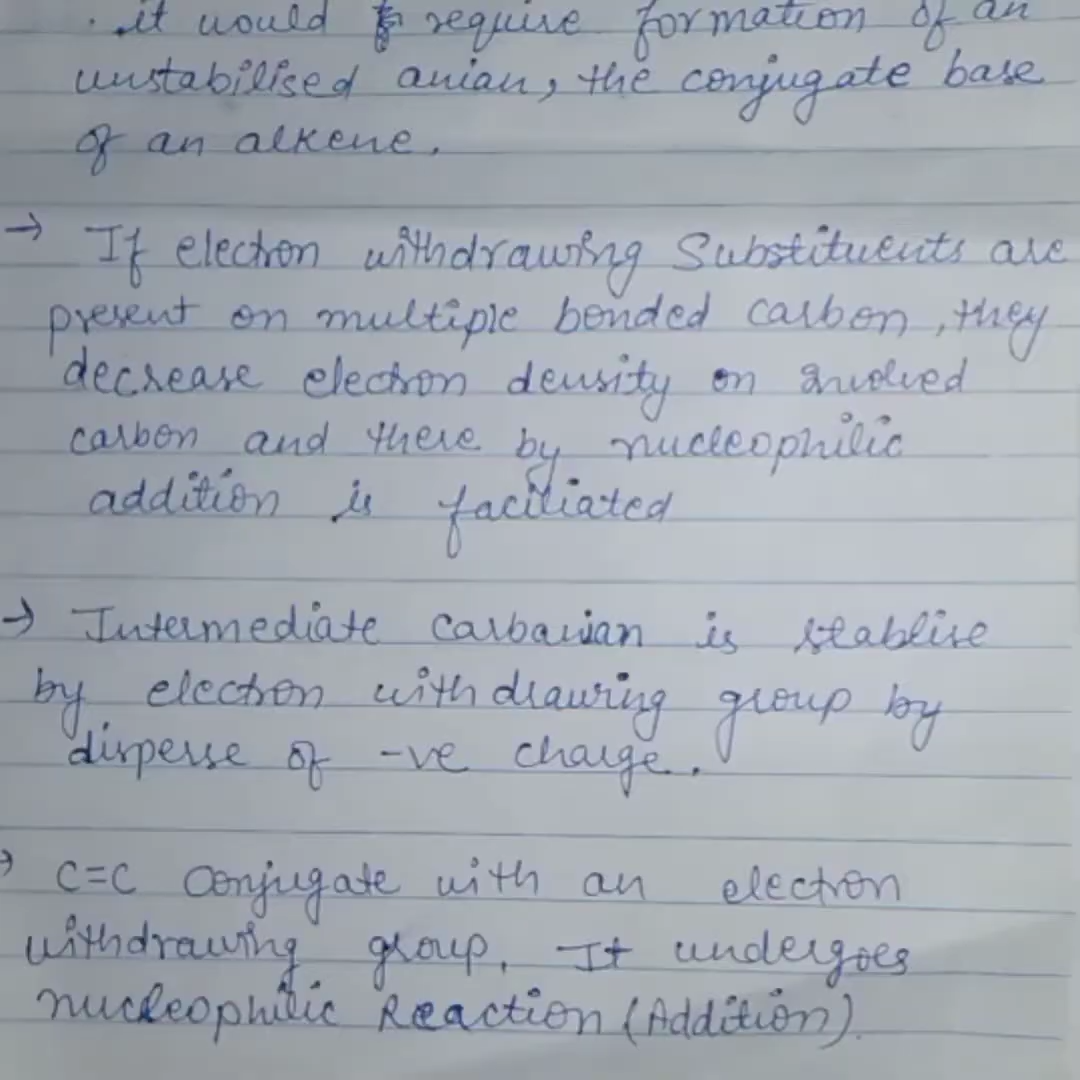 .it would require formation of an
unstabilised anian, the conjugate base
of an alkene.
→ If electron withdrawing Substituents are
present on multiple bonded carbon, they
decrease electron density on involved
carbon and there by nucleophilic
addition is faciliated
→ Intermediate carbanian is stablise
by electron withdrawing group by
disperse of -ve charge.
→ C=C Conjugate with an electron
withdrawing group. It undergoes
nucleophilic Reaction (Addition).